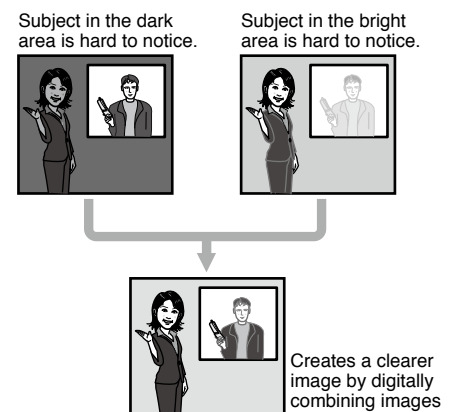 Subject in the dark
area is hard to notice.
Subject in the bright
area is hard to notice.
Creates a clearer
image by digitally
combining images